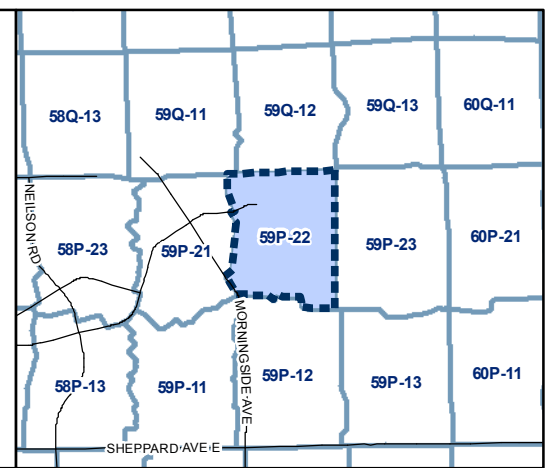 58Q-13
59Q-11
59Q-12
59Q-13
60Q-11
NEILSON RD
58P-23
59P-21
59P-22
59P-23
60P-21
MORNINGSIDE AVE
58P-13
59P-11
59P-12
59P-13
60P-11
SHEPPARD AVE E